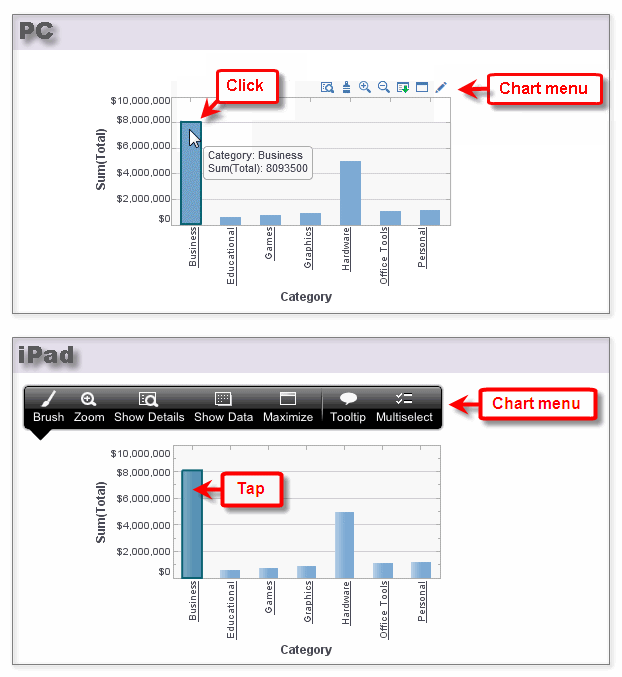 PC
Click
Chart menu
$10,000,000
$8,000,000
$6,000,000
$4,000,000
$2,000,000
$0
Sum(Total)
Category: Business
Sum(Total): 8093500
Business
Educational
Games
Graphics
Hardware
Office Tools
Personal
Category
iPad
Brush Zoom Show Details Show Data Maximize Tooltip Multiselect
Chart menu
$10,000,000
$8,000,000
$6,000,000
$4,000,000
$2,000,000
$0
Sum(Total)
Tap
Business
Educational
Games
Graphics
Hardware
Office Tools
Personal
Category